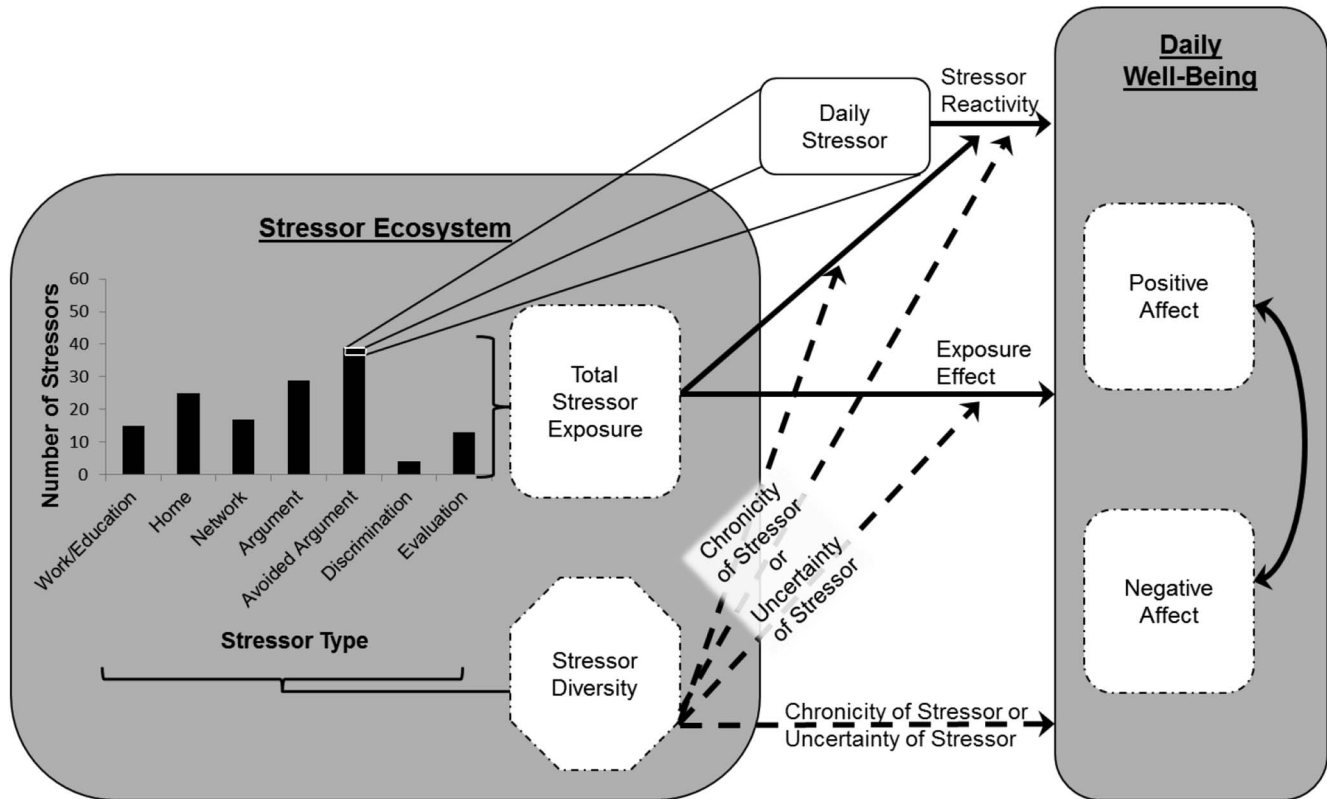 Daily
Well-Being
Stressor
Reactivity
Daily
Stressor
Stressor Ecosystem
Number of Stressors
60
50
40
30
20
10
0
Work/Education
Home
Network
Argument
Avoided Argument
Discrimination
Evaluation
Stressor Type
Total
Stressor
Exposure
Stressor
Diversity
Exposure
Effect
Chronicity
of Stressor
or
Uncertainty
of Stressor
Chronicity of Stressor or
Uncertainty of Stressor
Positive
Affect
Negative
Affect